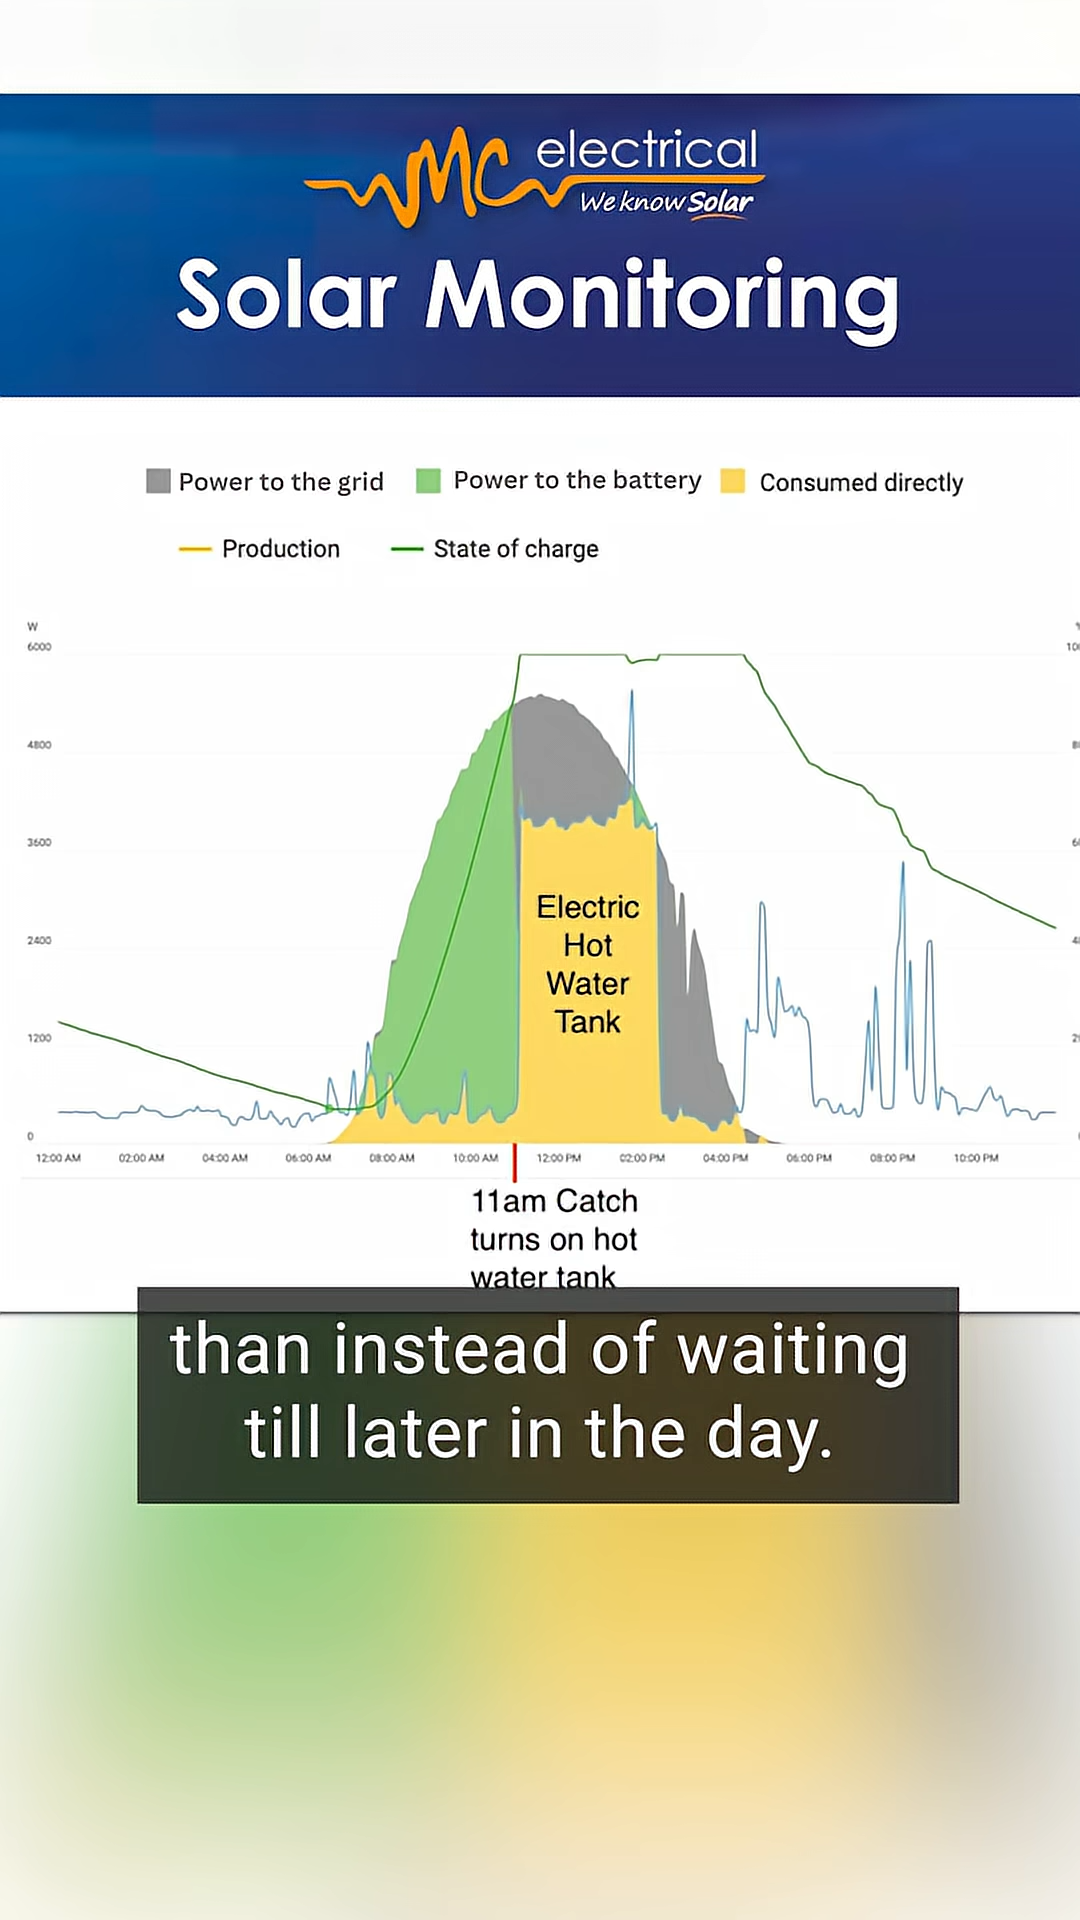 WMC electrical
We know Solar
Solar Monitoring
Power to the grid Power to the battery Consumed directly
Production State of charge
W
6000
4800
3600
2400
1200
0
Electric
Hot
Water
Tank
12:00 AM 02:00 AM 04:00 AM 06:00 AM 08:00 AM 10:00 AM 12:00 PM 02:00 PM 04:00 PM 06:00 PM 08:00 PM 10:00 PM
11am Catch
turns on hot
water tank
than instead of waiting
till later in the day.